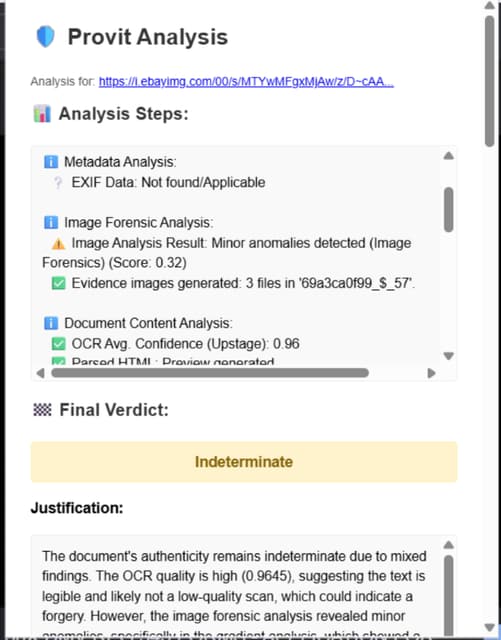 Provit Analysis
Analysis for: https://i.ebayimg.com/00/s/MTYwMFgxMjAw/z/D~cAA...
Analysis Steps:
Metadata Analysis:
EXIF Data: Not found/Applicable
Image Forensic Analysis:
Image Analysis Result: Minor anomalies detected (Image
Forensics) (Score: 0.32)
Evidence images generated: 3 files in '69a3ca0f99_$_57'.
Document Content Analysis:
OCR Avg. Confidence (Upstage): 0.96
Parsed HTML: Preview generated
Final Verdict:
Indeterminate
Justification:
The document's authenticity remains indeterminate due to mixed
findings. The OCR quality is high (0.9645), suggesting the text is
legible and likely not a low-quality scan, which could indicate a
forgery. However, the image forensic analysis revealed minor
anomalies, specifically in the gradient analysis, which showed a